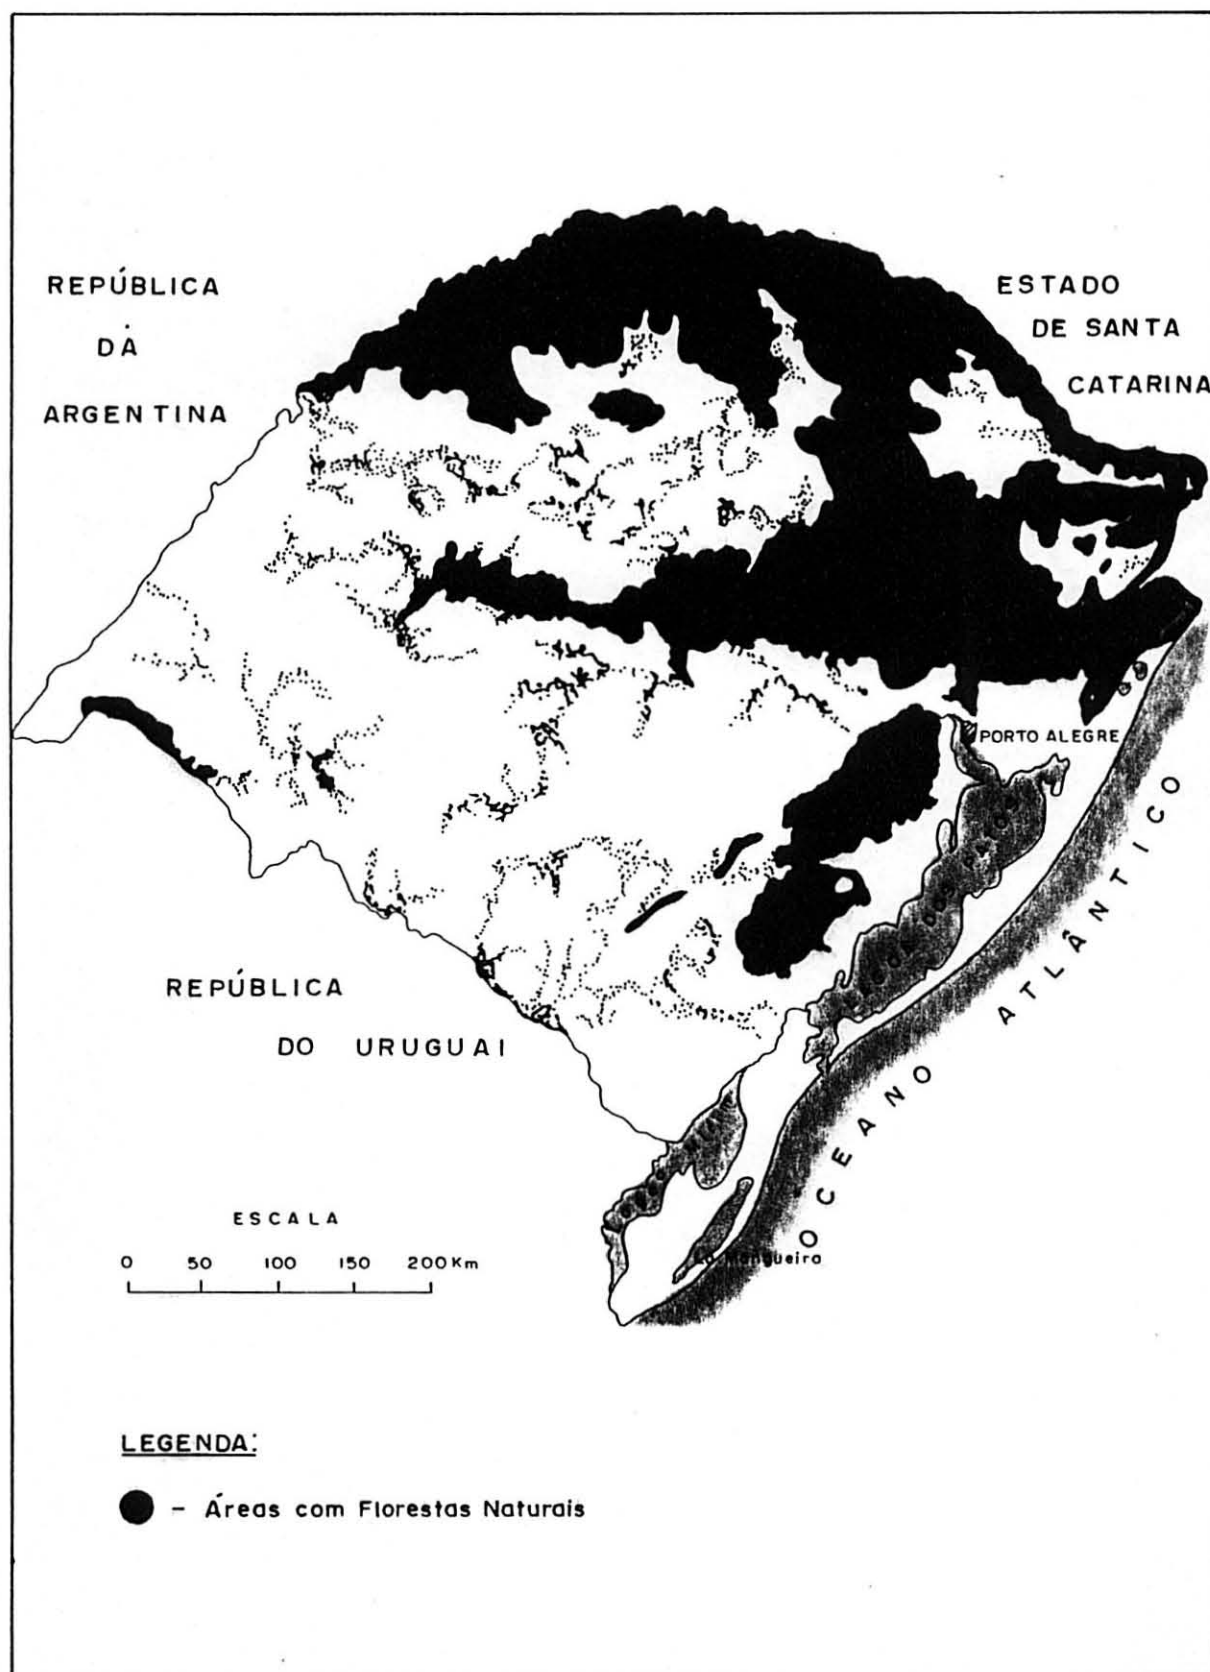 REPÚBLICA
DA
ARGENTINA
ESTADO
DE SANTA
CATARINA
PORTO ALEGRE
OCEANO ATLÂNTICO
REPÚBLICA
DO URUGUAI
Mangueira
ESCALA
0 50 100 150 200 Km
LEGENDA:
- Áreas com Florestas Naturais